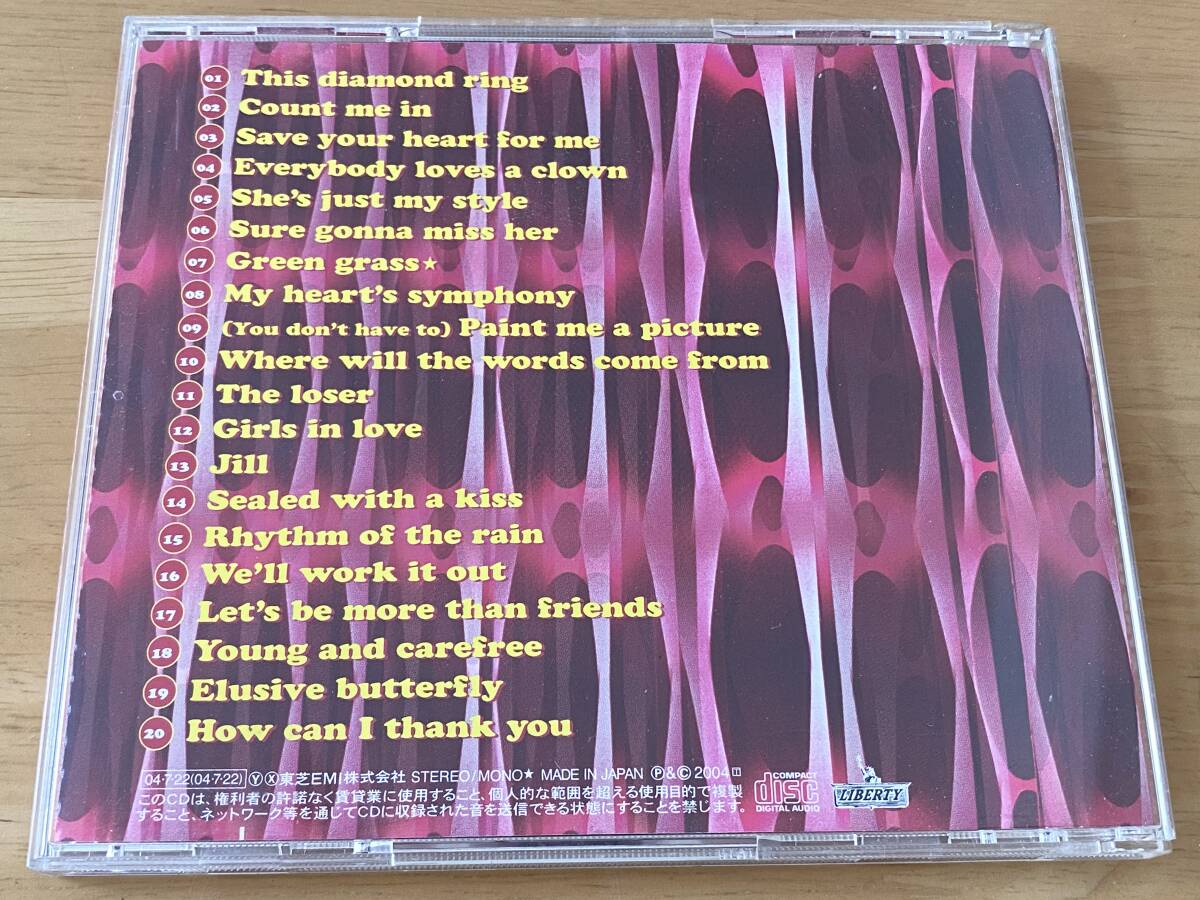 01 This diamond ring
02 Count me in
03 Save your heart for me
04 Everybody loves a clown
05 She's just my style
06 Sure gonna miss her
07 Green grass★
08 My heart's symphony
09 (You don't have to) Paint me a picture
10 Where will the words come from
11 The loser
12 Girls in love
13 Jill
14 Sealed with a kiss
15 Rhythm of the rain
16 We'll work it out
17 Let's be more than friends
18 Young and carefree
19 Elusive butterfly
20 How can I thank you
04・7・22(04・7・22) Ⓨⓧ東芝EMI株式会社 STEREO/MONO★ MADE IN JAPAN Ⓟ&©2004
このCDは、権利者の許諾なく賃貸業に使用すること、個人的な範囲を超える使用目的で複製
すること、ネットワーク等を通じてCDに収録された音を送信できる状態にすることを禁じます。
COMPACT
disc
DIGITAL AUDIO
LIBERTY